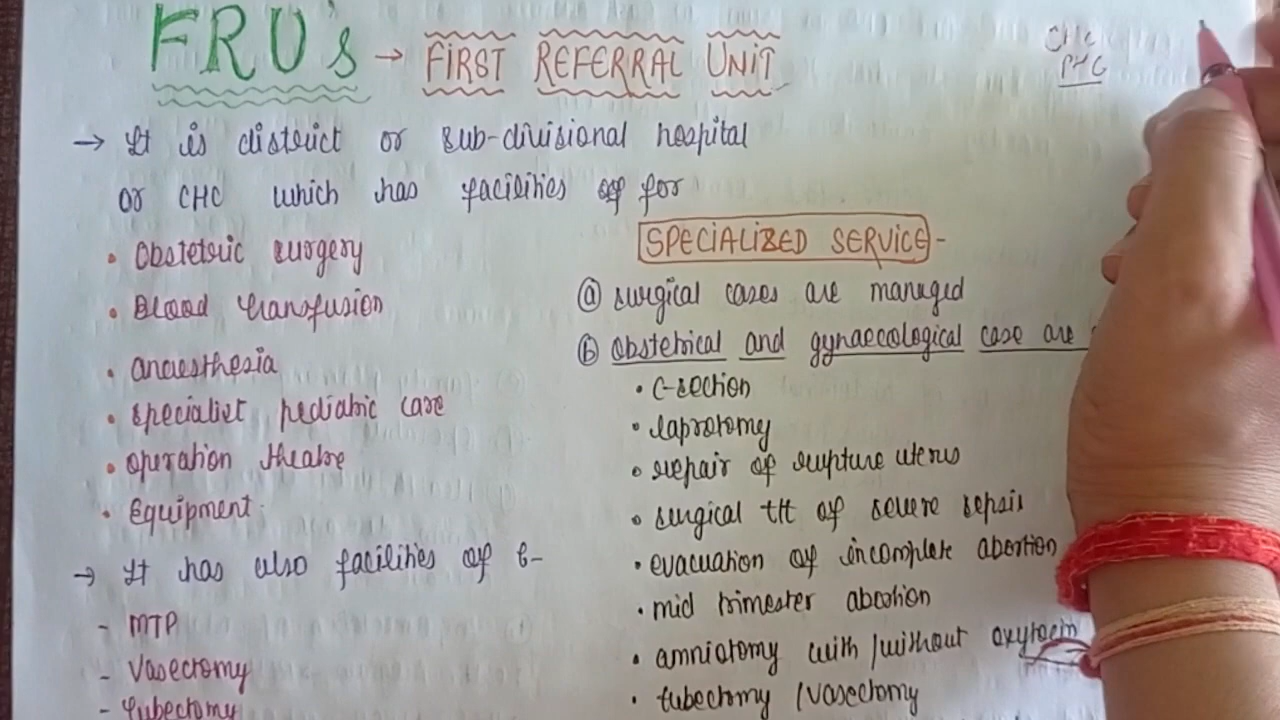 FRU's → FIRST REFERRAL UNIT
CHC
PHC
→ It is district or sub-divisional hospital
or CHC which has facilities of for
• Obstetric surgery
• Blood transfusion
• anaesthesia
• specialist pediatric care
• operation theatre
• Equipment
→ It has also facilities of :-
- MTP
- Vasectomy
- Tubectomy
SPECIALIZED SERVICE -
(a) surgical cases are managed
(b) obstetrical and gynaecological case are
• C-section
• laprotomy
• repair of rupture uterus
• surgical ttt of severe sepsis
• evacuation of incomplete abortion
• mid trimester abortion
• amniotomy with /without oxytocin
• tubectomy /vasectomy